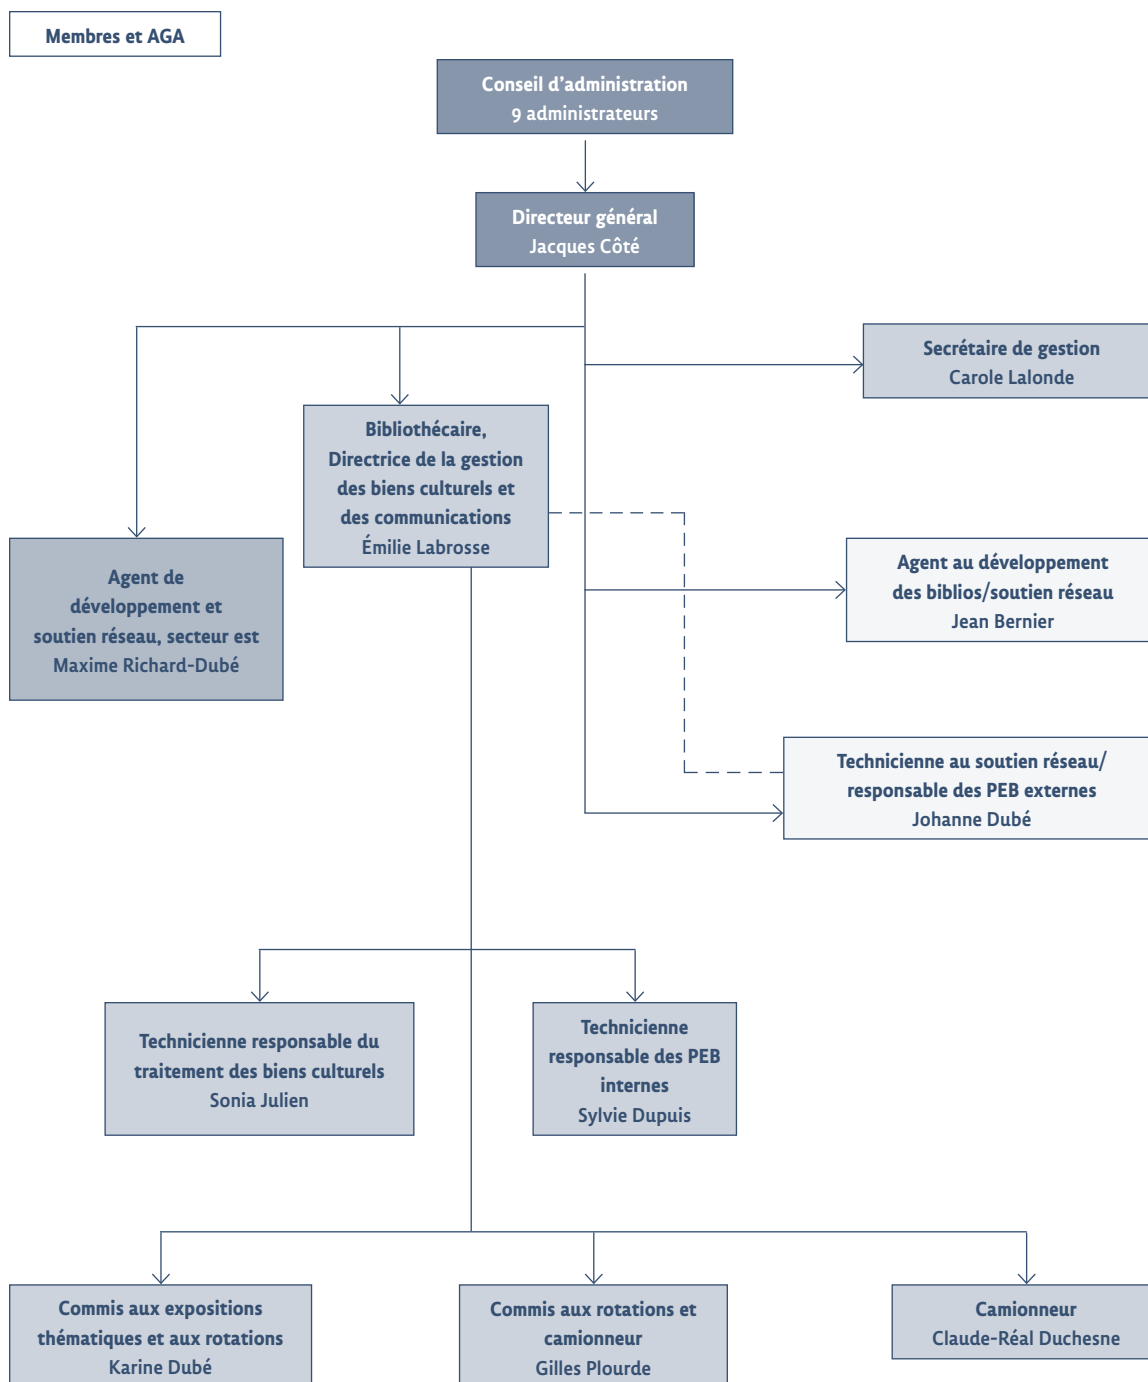 Membres et AGA
Conseil d’administration
9 administrateurs
Directeur général
Jacques Côté
Secrétaire de gestion
Carole Lalonde
Bibliothécaire,
Directrice de la gestion
des biens culturels et
des communications
Émilie Labrosse
Agent de
développement et
soutien réseau, secteur est
Maxime Richard-Dubé
Agent au développement
des biblios/soutien réseau
Jean Bernier
Technicienne au soutien réseau/
responsable des PEB externes
Johanne Dubé
Technicienne responsable du
traitement des biens culturels
Sonia Julien
Technicienne
responsable des PEB
internes
Sylvie Dupuis
Commis aux expositions
thématiques et aux rotations
Karine Dubé
Commis aux rotations et
camionneur
Gilles Plourde
Camionneur
Claude-Réal Duchesne